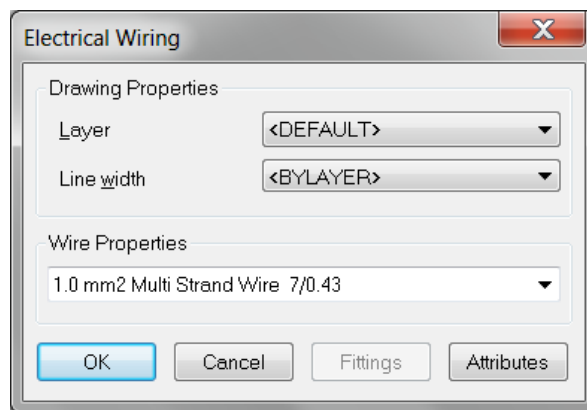 Electrical Wiring
Drawing Properties
Layer <DEFAULT>
Line width <BYLAYER>
Wire Properties
1.0 mm2 Multi Strand Wire 7/0.43
OK Cancel Fittings Attributes